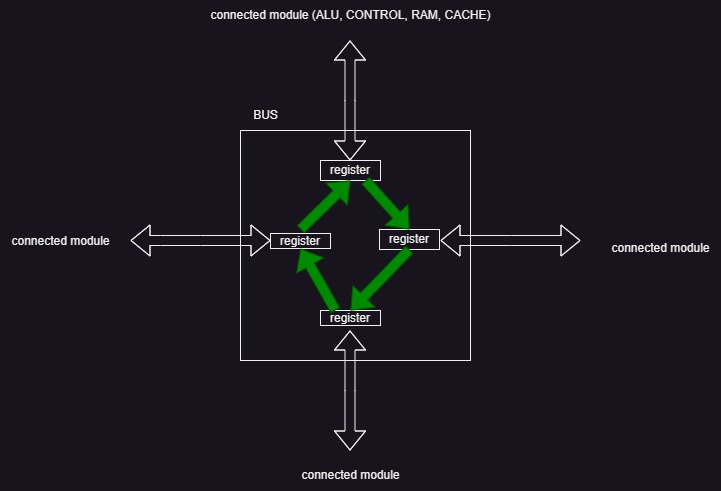 connected module (ALU, CONTROL, RAM, CACHE)
BUS
register
connected module
register
register
connected module
register
connected module